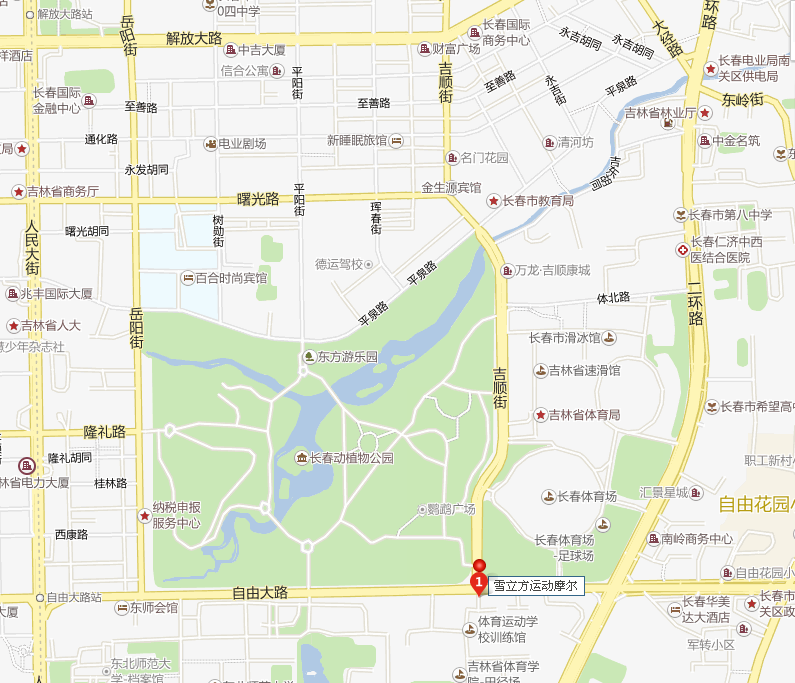 解放大路站
0四中学
岳阳街
解放大路
长春国际
商务中心
永吉胡同
永吉胡同
大经路
二环路
中吉大厦
财富广场
长春电业局南
关区供电局
祥酒店
信合公寓
平阳街
吉顺街
至善路
永吉街
平泉路
东岭街
长春国际
金融中心
至善路
至善路
吉林省林业厅
通化路
电业剧场
新睡眠旅馆
清河坊
中金名筑
名门花园
永发胡同
吉林省商务厅
曙光路
平阳街
金生源宾馆
长春市教育局
人民大街
曙光胡同
树勋街
珲春街
长春市第八中学
长春仁济中西
医结合医院
德运驾校
平泉路
万龙·吉顺康城
百合时尚宾馆
兆丰国际大厦
体北路
二环路
吉林省人大
岳阳街
平泉路
长春市滑冰馆
少年杂志社
东方游乐园
吉顺街
吉林省速滑馆
长春市希望高中
吉林省体育局
隆礼路
隆礼胡同
长春动植物公园
职工新村小
林省电力大厦
桂林路
长春体育场
汇景星城
自由花园小
纳税申报
服务中心
鹦鹉广场
西康路
长春体育场
-足球场
南岭商务中心
自由花园小
1
雪立方运动摩尔
自由大路
自由大路站
大厦
东师会馆
长春华美
达大酒店
长春市
关区政
体育运动学
校训练馆
军转小区
东北师范大
学-档案馆
吉林省体育学
院-田径场